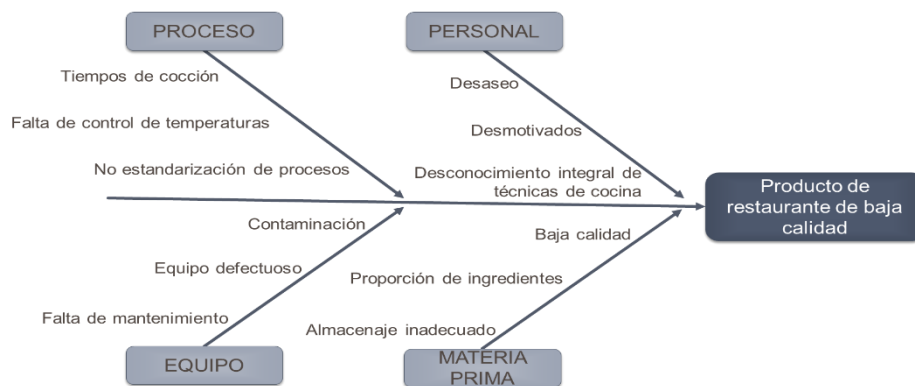 PROCESO
PERSONAL
Tiempos de cocción
Falta de control de temperaturas
No estandarización de procesos
Desaseo
Desmotivados
Desconocimiento integral de
técnicas de cocina
Producto de
restaurante de baja
calidad
Contaminación
Equipo defectuoso
Falta de mantenimiento
Baja calidad
Proporción de ingredientes
Almacenaje inadecuado
EQUIPO
MATERIA
PRIMA